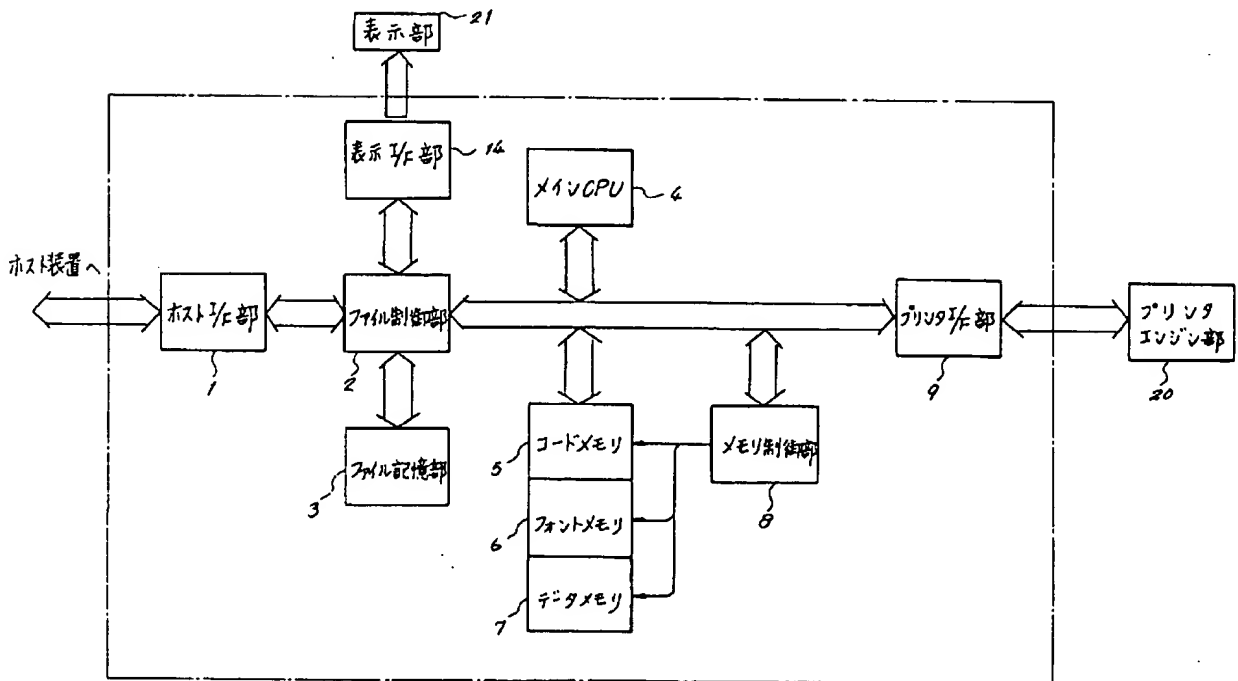 21
表示部
表示 I/F部
14
メインCPU
4
ホスト装置へ
ホスト I/F部
1
ファイル制御部
2
プリンタ I/F部
9
プリンタ
エンジン部
20
ファイル記憶部
3
コードメモリ
5
メモリ制御部
8
フォントメモリ
6
データメモリ
7